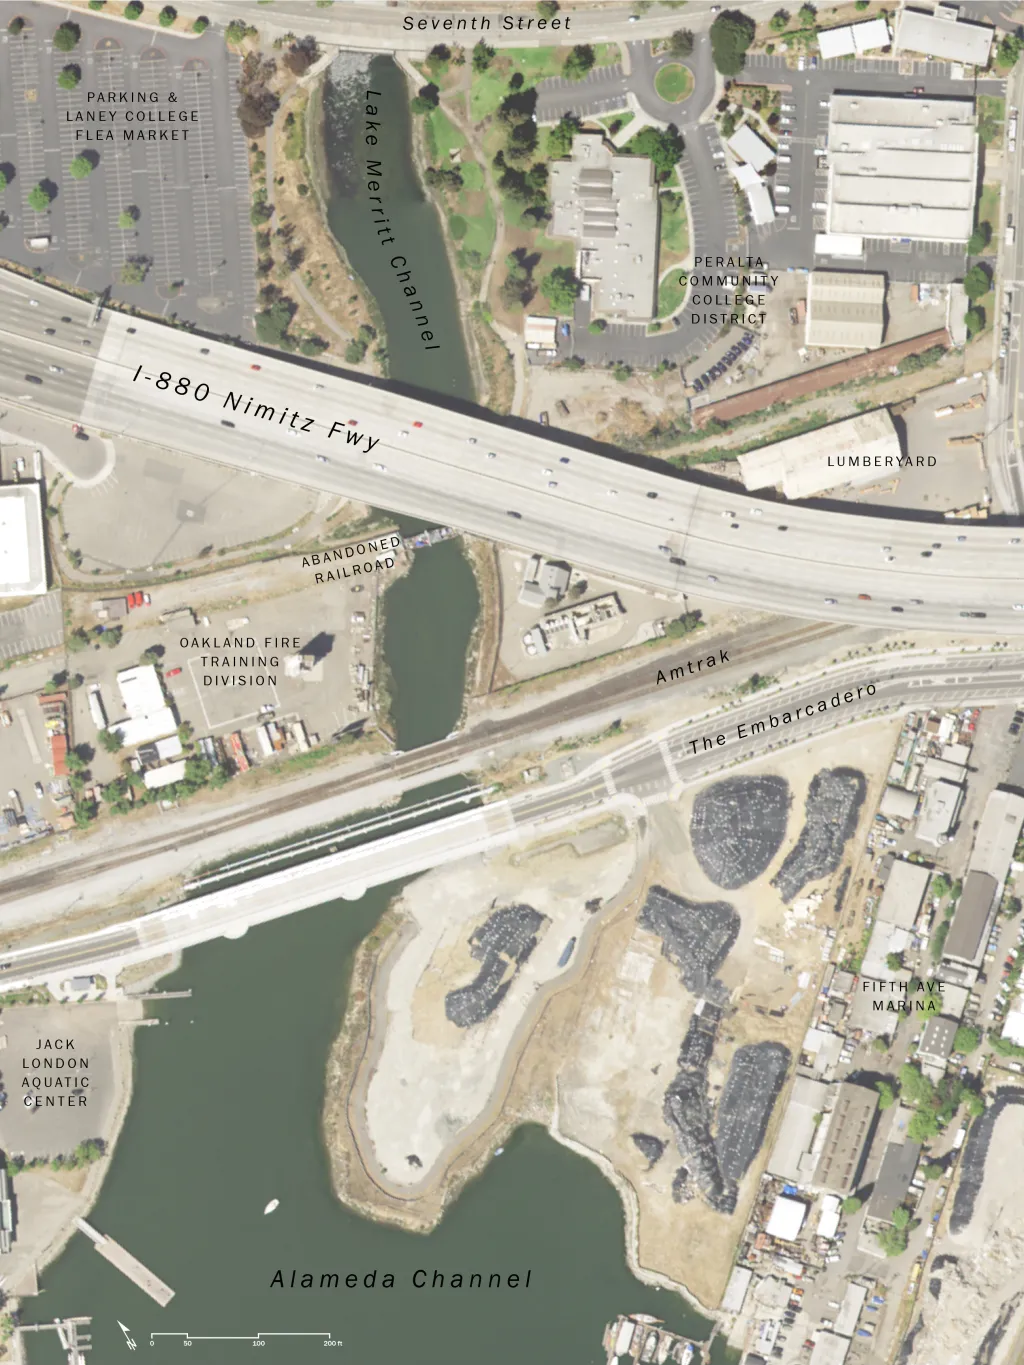 Seventh Street
PARKING &
LANEY COLLEGE
FLEA MARKET
Lake Merritt Channel
PERALTA
COMMUNITY
COLLEGE
DISTRICT
I-880 Nimitz Fwy
LUMBERYARD
ABANDONED
RAILROAD
OAKLAND FIRE
TRAINING
DIVISION
Amtrak
The Embarcadero
FIFTH AVE
MARINA
JACK
LONDON
AQUATIC
CENTER
Alameda Channel
N
0 50 100 200 ft